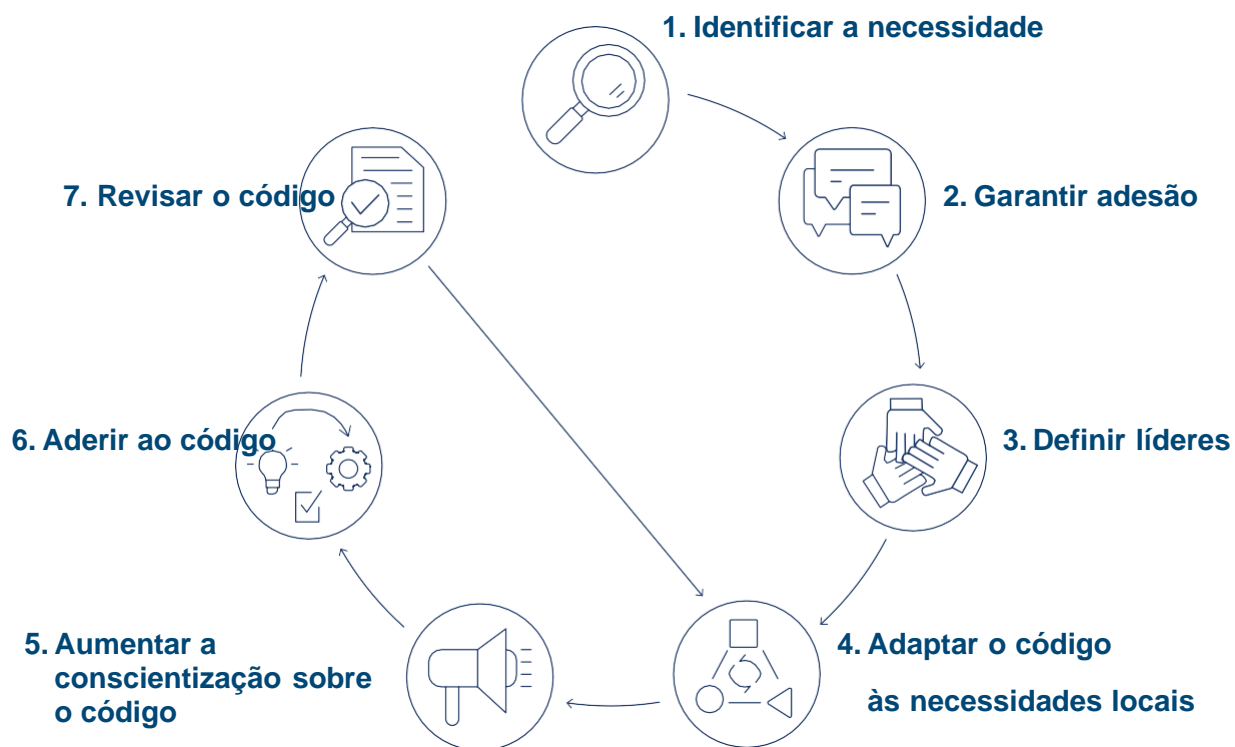 1. Identificar a necessidade
2. Garantir adesão
3. Definir líderes
4. Adaptar o código
às necessidades locais
5. Aumentar a
conscientização sobre
o código
6. Aderir ao código
7. Revisar o código